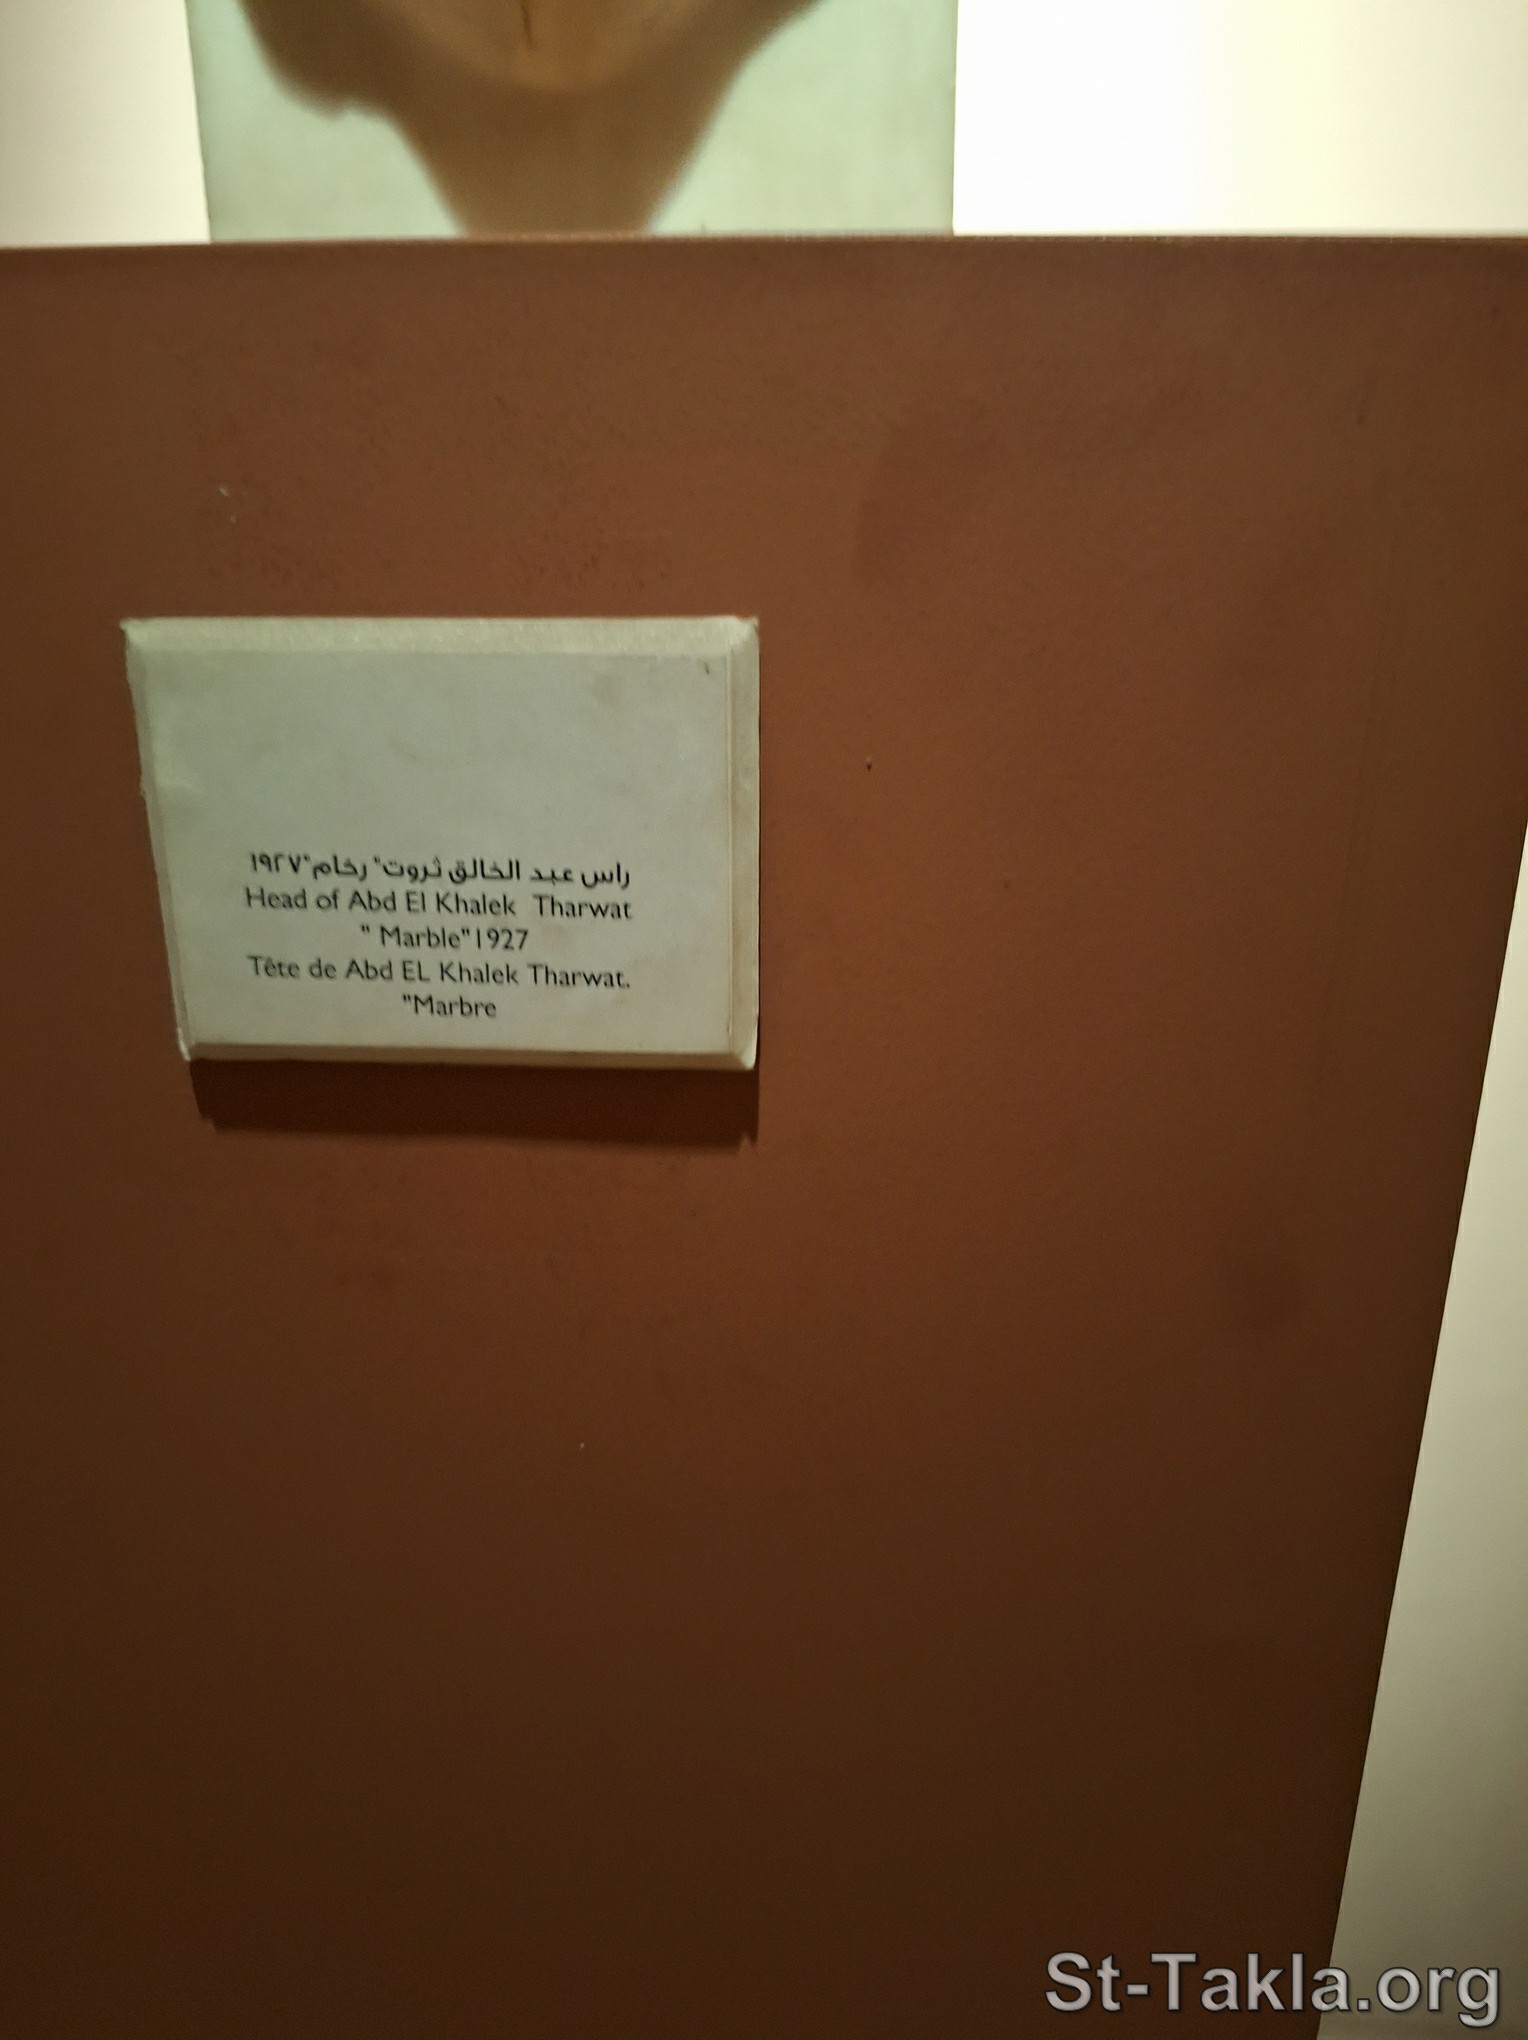 راس عبد الخالق ثروت" رخام"١٩٢٧
Head of Abd El Khalek Tharwat
" Marble"1927
Tête de Abd EL Khalek Tharwat.
"Marbre
St-Takla.org